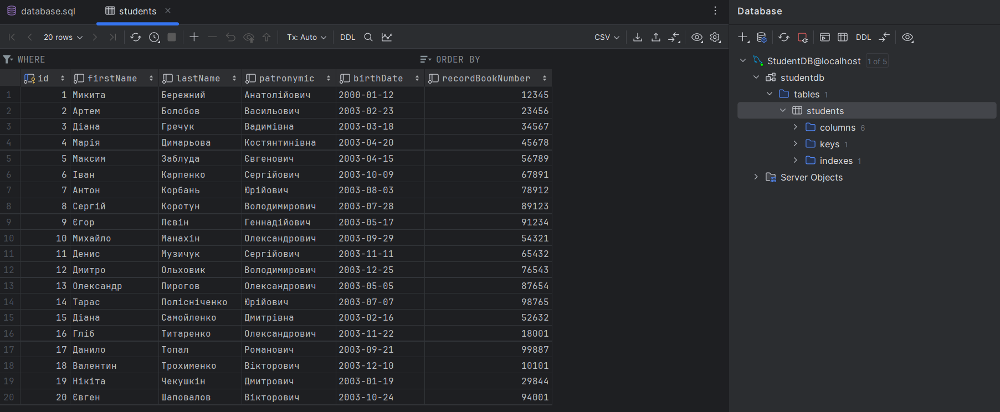 database.sql students Database
20 rows Tx: Auto DDL CSV DDL
WHERE ORDER BY
id firstName lastName patronymic birthDate recordBookNumber
1 1 Микита Бережний Анатолійович 2000-01-12 12345
2 2 Артем Болобов Васильович 2003-02-23 23456
3 3 Діана Гречук Вадимівна 2003-03-18 34567
4 4 Марія Димарьова Костянтинівна 2003-04-20 45678
5 5 Максим Заблуда Євгенович 2003-04-15 56789
6 6 Іван Карпенко Сергійович 2003-10-09 67891
7 7 Антон Корбань Юрійович 2003-08-03 78912
8 8 Сергій Коротун Володимирович 2003-07-28 89123
9 9 Єгор Лєвін Геннадійович 2003-05-17 91234
10 10 Михайло Манахін Олександрович 2003-09-29 54321
11 11 Денис Музичук Сергійович 2003-11-11 65432
12 12 Дмитро Ольховик Володимирович 2003-12-25 76543
13 13 Олександр Пирогов Олександрович 2003-05-05 87654
14 14 Тарас Полісніченко Юрійович 2003-07-07 98765
15 15 Діана Самойленко Дмитрівна 2003-02-16 52632
16 16 Гліб Титаренко Олександрович 2003-11-22 18001
17 17 Данило Топал Романович 2003-09-21 99887
18 18 Валентин Трохименко Вікторович 2003-12-10 10101
19 19 Нікіта Чекушкін Дмитрович 2003-01-19 29844
20 20 Євген Шаповалов Вікторович 2003-10-24 94001
StudentDB@localhost 1 of 5
studentdb
tables 1
students
columns 6
keys 1
indexes 1
Server Objects